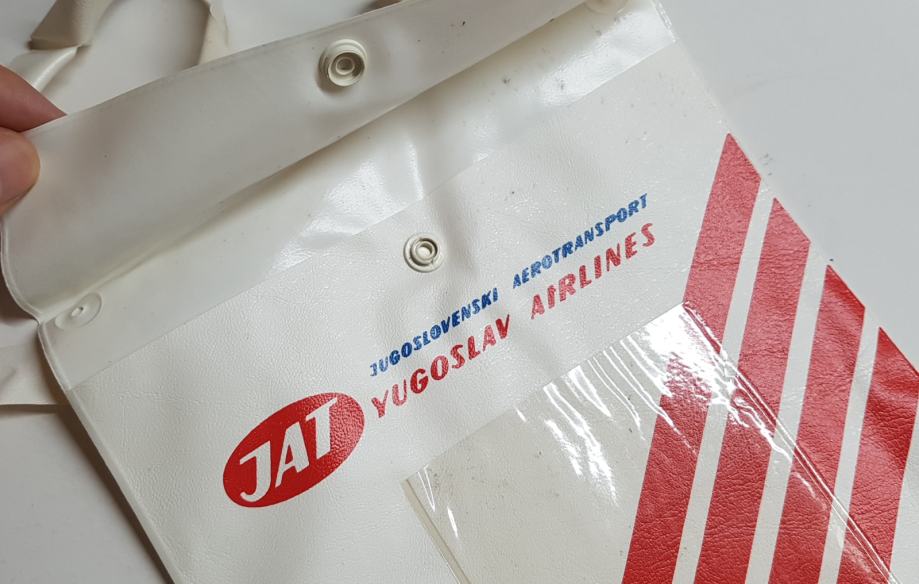 JUGOSLOVENSKI AEROTRANSPORT
YUGOSLAV AIRLINES
JAT